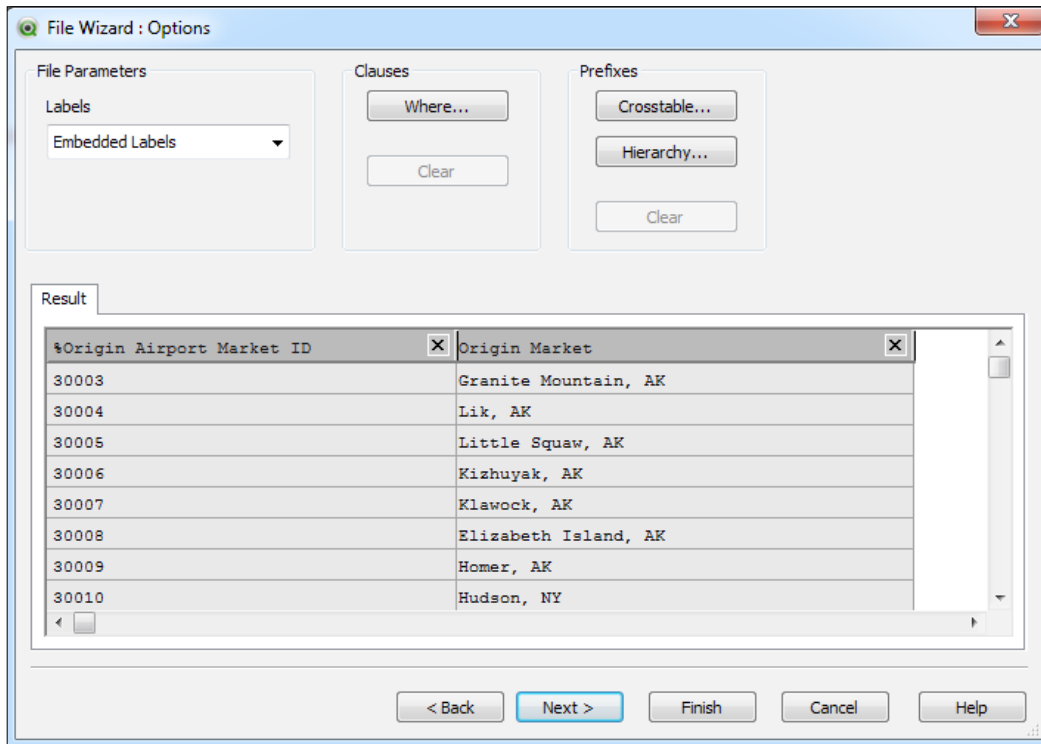 File Wizard : Options
File Parameters
Labels
Embedded Labels
Clauses
Where...
Clear
Prefixes
Crosstable...
Hierarchy...
Clear
Result
%Origin Airport Market ID Origin Market
30003 Granite Mountain, AK
30004 Lik, AK
30005 Little Squaw, AK
30006 Kizhuyak, AK
30007 Klawock, AK
30008 Elizabeth Island, AK
30009 Homer, AK
30010 Hudson, NY
< Back Next > Finish Cancel Help